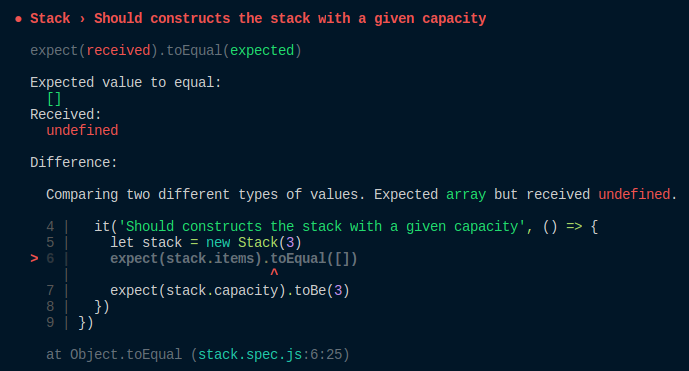 ● Stack › Should constructs the stack with a given capacity
expect(received).toEqual(expected)
Expected value to equal:
[]
Received:
undefined
Difference:
Comparing two different types of values. Expected array but received undefined.
4 |   it('Should constructs the stack with a given capacity', () => {
5 |     let stack = new Stack(3)
> 6 |     expect(stack.items).toEqual([])
|                         ^
7 |     expect(stack.capacity).toBe(3)
8 |   })
9 | })
at Object.toEqual (stack.spec.js:6:25)